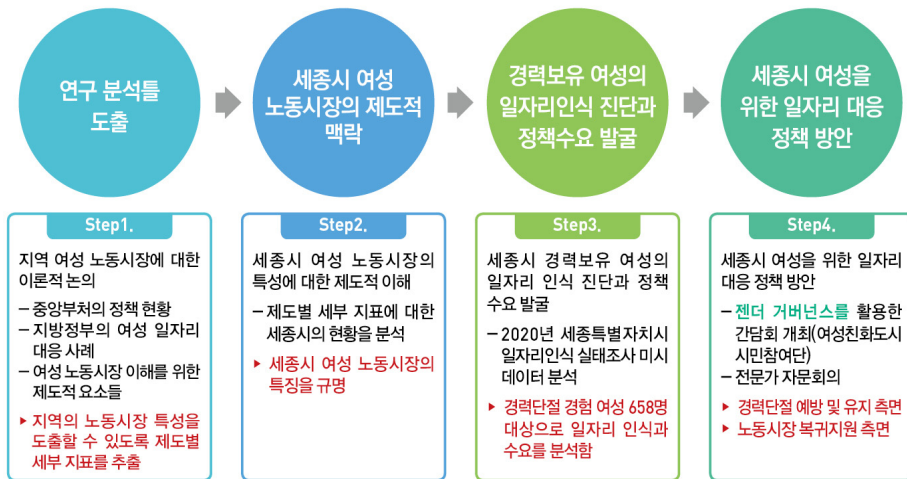 연구 분석틀
도출
세종시 여성
노동시장의 제도적
맥락
경력보유 여성의
일자리인식 진단과
정책수요 발굴
세종시 여성을
위한 일자리 대응
정책 방안
Step1.
지역 여성 노동시장에 대한
이론적 논의
– 중앙부처의 정책 현황
– 지방정부의 여성 일자리
대응 사례
– 여성 노동시장 이해를 위한
제도적 요소들
▶ 지역의 노동시장 특성을
도출할 수 있도록 제도별
세부 지표를 추출
Step2.
세종시 여성 노동시장의
특성에 대한 제도적 이해
– 제도별 세부 지표에 대한
세종시의 현황을 분석
▶ 세종시 여성 노동시장의
특징을 규명
Step3.
세종시 경력보유 여성의
일자리 인식 진단과 정책
수요 발굴
– 2020년 세종특별자치시
일자리인식 실태조사 미시
데이터 분석
▶ 경력단절 경험 여성 658명
대상으로 일자리 인식과
수요를 분석함
Step4.
세종시 여성을 위한 일자리
대응 정책 방안
– 젠더 거버넌스를 활용한
간담회 개최(여성친화도시
시민참여단)
– 전문가 자문회의
▶ 경력단절 예방 및 유지 측면
▶ 노동시장 복귀지원 측면